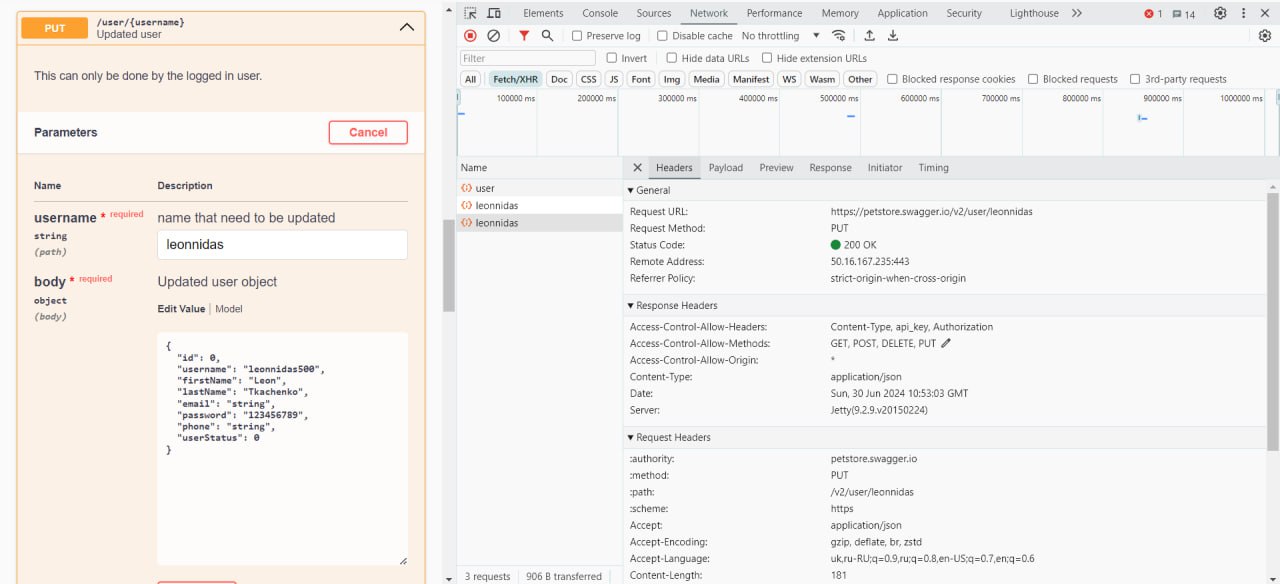 PUT /user/{username}
Updated user
This can only be done by the logged in user.
Parameters
Cancel
Name Description
username * required name that need to be updated
string
(path)
leonnidas
body * required Updated user object
object
(body)
Edit Value | Model
{
"id": 0,
"username": "leonnidas500",
"firstName": "Leon",
"lastName": "Tkachenko",
"email": "string",
"password": "123456789",
"phone": "string",
"userStatus": 0
}
Elements Console Sources Network Performance Memory Application Security Lighthouse 1 14
Preserve log Disable cache No throttling
Filter Invert Hide data URLs Hide extension URLs
All Fetch/XHR Doc CSS JS Font Img Media Manifest WS Wasm Other Blocked response cookies Blocked requests 3rd-party requests
100000 ms 200000 ms 300000 ms 400000 ms 500000 ms 600000 ms 700000 ms 800000 ms 900000 ms 1000000 ms
Name
user
leonnidas
leonnidas
Headers Payload Preview Response Initiator Timing
General
Request URL: https://petstore.swagger.io/v2/user/leonnidas
Request Method: PUT
Status Code: 200 OK
Remote Address: 50.16.167.235:443
Referrer Policy: strict-origin-when-cross-origin
Response Headers
Access-Control-Allow-Headers: Content-Type, api_key, Authorization
Access-Control-Allow-Methods: GET, POST, DELETE, PUT
Access-Control-Allow-Origin: *
Content-Type: application/json
Date: Sun, 30 Jun 2024 10:53:03 GMT
Server: Jetty(9.2.9.v20150224)
Request Headers
:authority: petstore.swagger.io
:method: PUT
:path: /v2/user/leonnidas
:scheme: https
Accept: application/json
Accept-Encoding: gzip, deflate, br, zstd
Accept-Language: uk,ru-RU;q=0.9,ru;q=0.8,en-US;q=0.7,en;q=0.6
Content-Length: 181
3 requests 906 B transferred